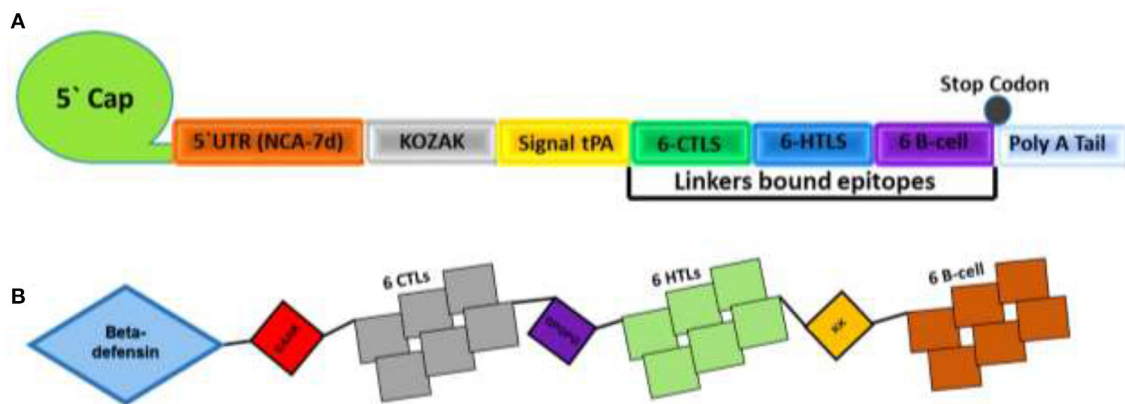 A
5` Cap
Stop Codon
5`UTR (NCA-7d)
KOZAK
Signal tPA
6-CTLS
6-HTLS
6 B-cell
Poly A Tail
Linkers bound epitopes
B
Beta-
defensin
6 CTLs
6 HTLs
KK
6 B-cell